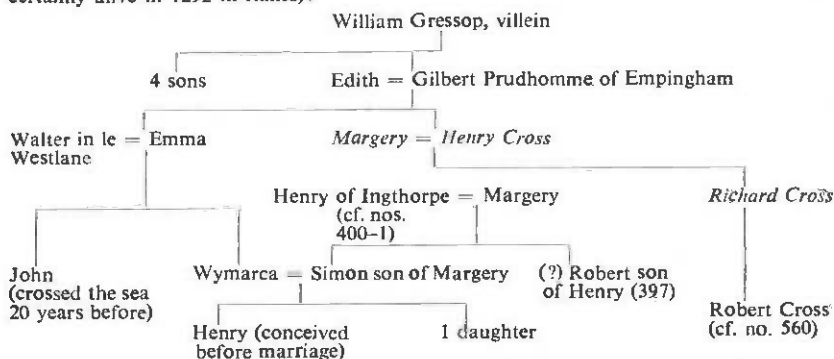 certainly alive in 1292 in
William Gressop, villein
4 sons
Edith = Gilbert Prudhomme of Empingham
Walter in le = Emma
Westlane
Margery = Henry Cross
Henry of Ingthorpe = Margery
(cf. nos.
400-1)
Richard Cross
John
(crossed the sea
20 years before)
Wymarca = Simon son of Margery
(?) Robert son
of Henry (397)
Robert Cross
(cf. no. 560)
Henry (conceived
before marriage)
1 daughter